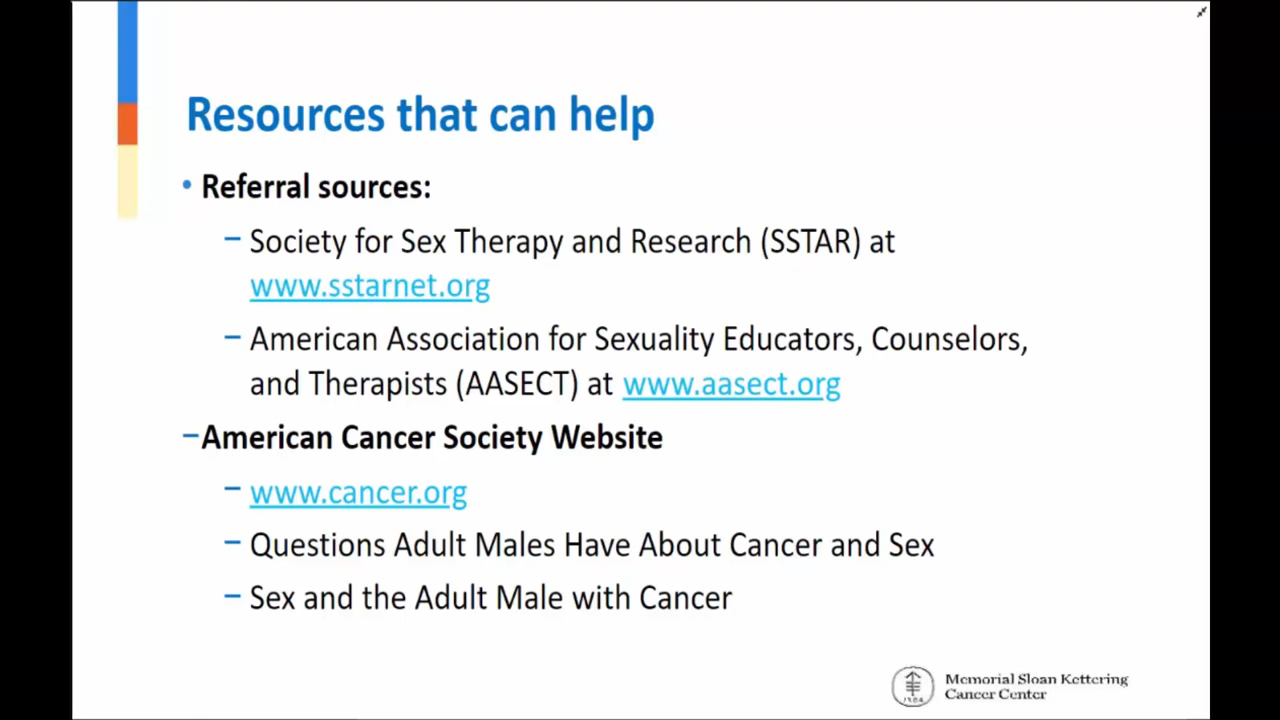 Resources that can help
• Referral sources:
– Society for Sex Therapy and Research (SSTAR) at
www.sstarnet.org
– American Association for Sexuality Educators, Counselors,
and Therapists (AASECT) at www.aasect.org
–American Cancer Society Website
– www.cancer.org
– Questions Adult Males Have About Cancer and Sex
– Sex and the Adult Male with Cancer
Memorial Sloan Kettering
Cancer Center